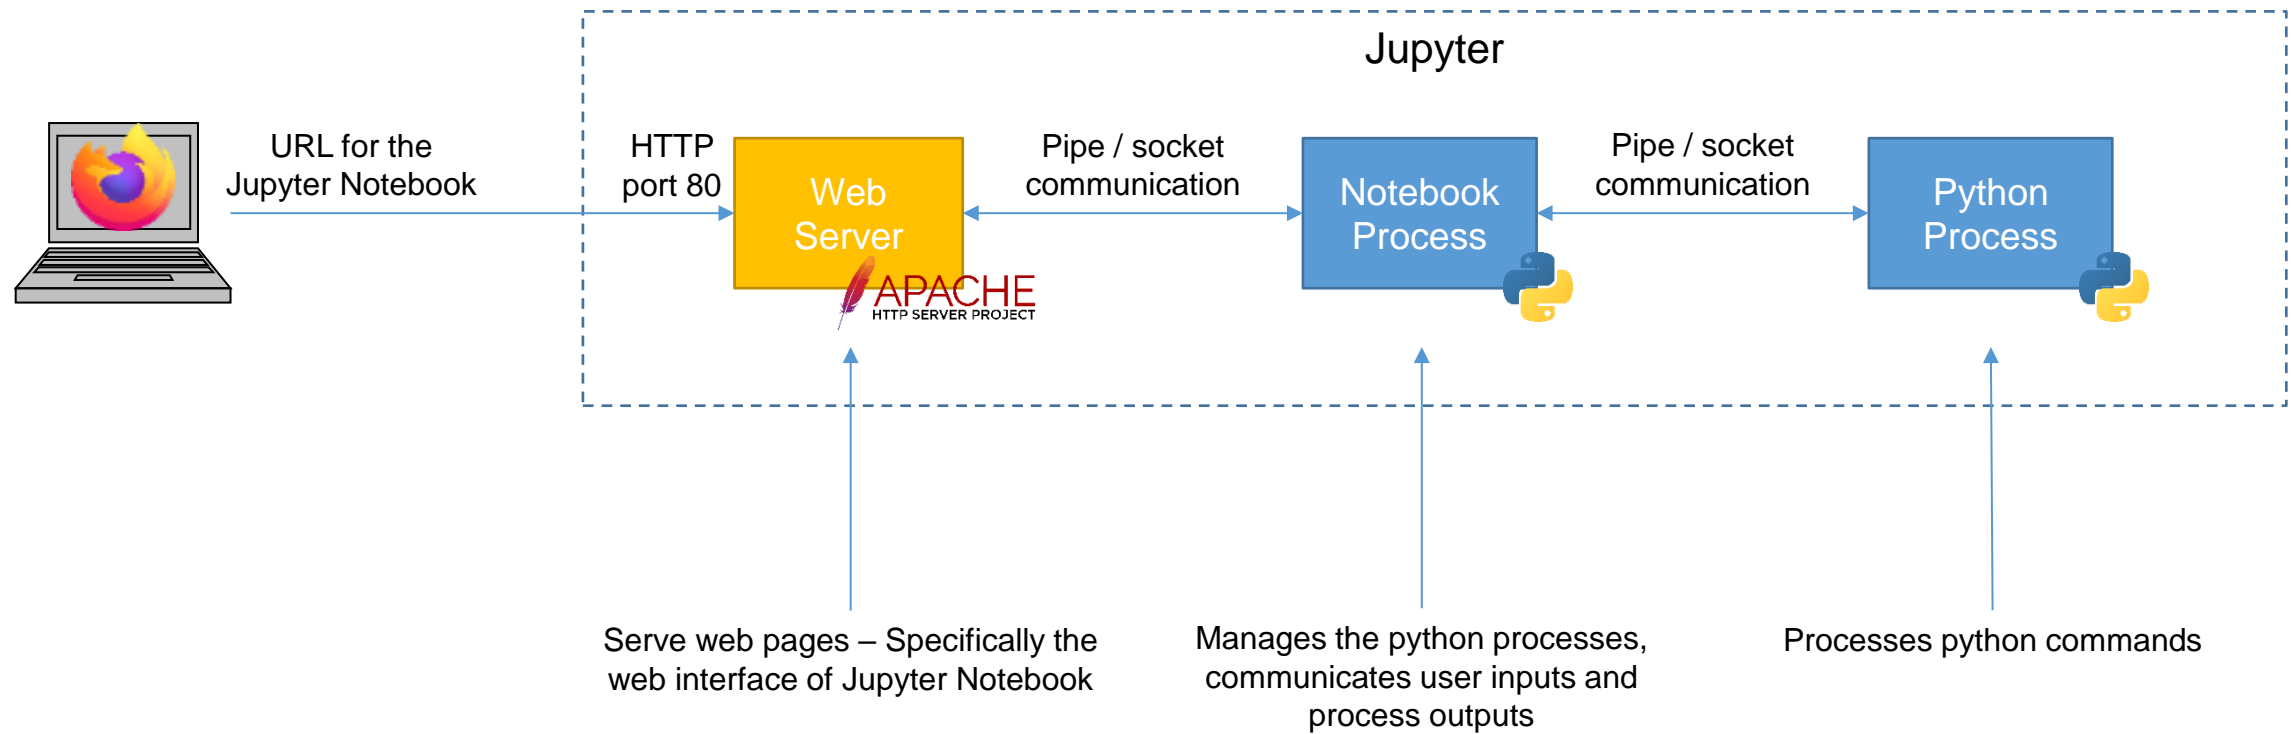 Jupyter
URL for the
Jupyter Notebook
HTTP
port 80
Web
Server
APACHE
HTTP SERVER PROJECT
Pipe / socket
communication
Notebook
Process
Pipe / socket
communication
Python
Process
Serve web pages – Specifically the
web interface of Jupyter Notebook
Manages the python processes,
communicates user inputs and
process outputs
Processes python commands